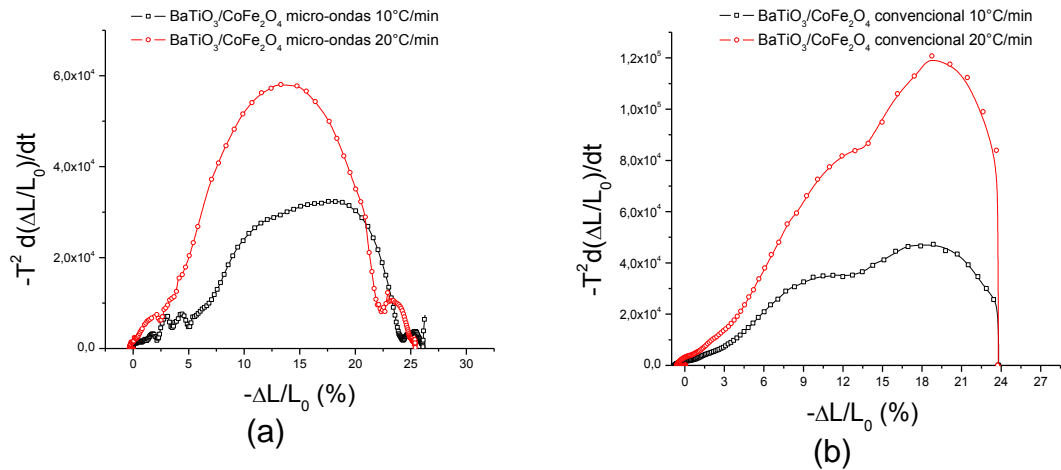 (a)
BaTiO₃/CoFe₂O₄ micro-ondas 10°C/min
BaTiO₃/CoFe₂O₄ micro-ondas 20°C/min
-T² d(ΔL/L₀)/dt
6,0x10⁴
4,0x10⁴
2,0x10⁴
0,0
0 5 10 15 20 25 30
-ΔL/L₀ (%)
(a)
(b)
BaTiO₃/CoFe₂O₄ convencional 10°C/min
BaTiO₃/CoFe₂O₄ convencional 20°C/min
-T² d(ΔL/L₀)/dt
1,2x10⁵
1,0x10⁵
8,0x10⁴
6,0x10⁴
4,0x10⁴
2,0x10⁴
0,0
0 3 6 9 12 15 18 21 24 27
-ΔL/L₀ (%)
(b)